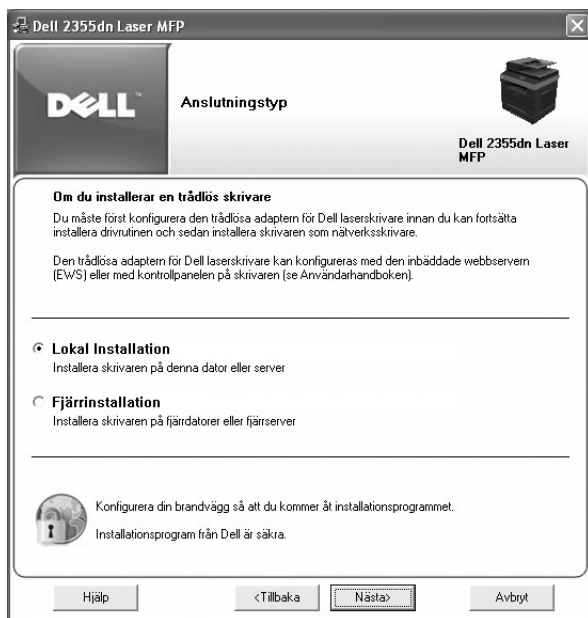 Dell 2355dn Laser MFP
DELL™
Anslutningstyp
Dell 2355dn Laser
MFP
Om du installerar en trådlös skrivare
Du måste först konfigurera den trådlösa adaptern för Dell laserskrivare innan du kan fortsätta
installera drivrutinen och sedan installera skrivaren som nätverksskrivare.
Den trådlösa adaptern för Dell laserskrivare kan konfigureras med den inbäddade webbservern
(EWS) eller med kontrollpanelen på skrivaren (se Användarhandboken).
Lokal Installation
Installera skrivaren på denna dator eller server
Fjärrinstallation
Installera skrivaren på fjärrdatorer eller fjärrserver
Konfigurera din brandvägg så att du kommer åt installationsprogrammet.
Installationsprogram från Dell är säkra.
Hjälp
<Tillbaka
Nästa>
Avbryt